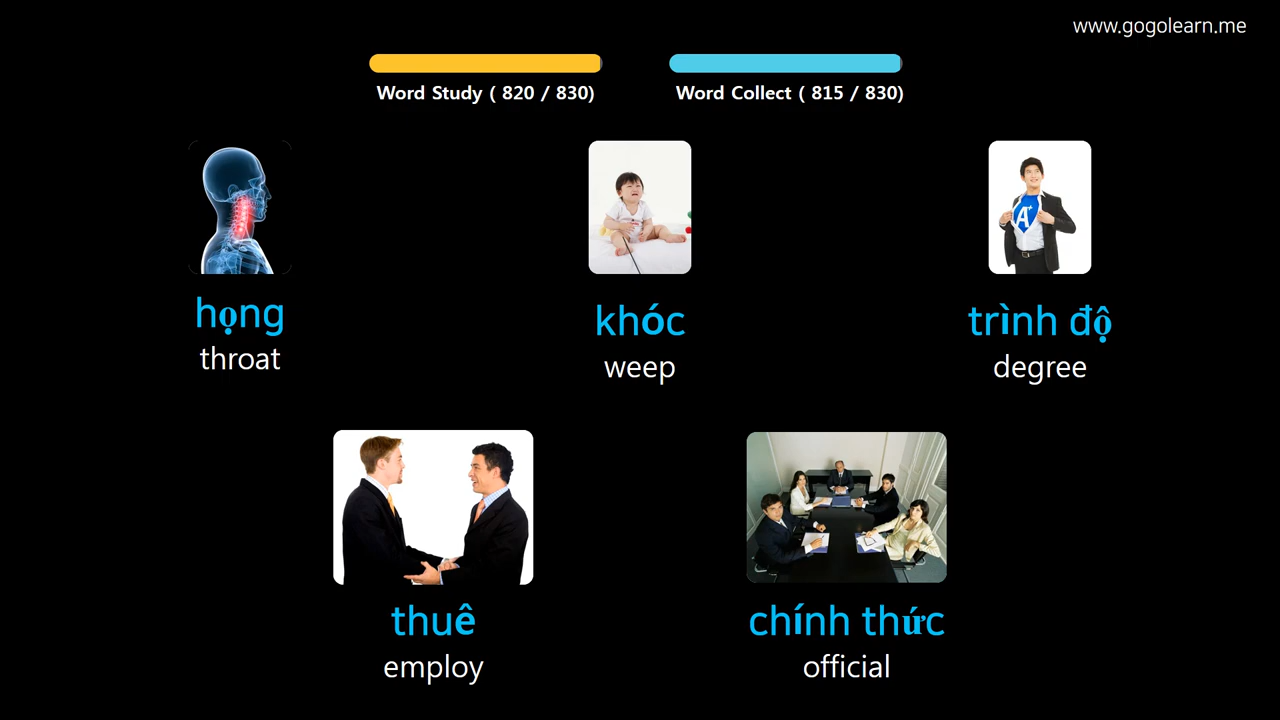 www.gogolearn.me
Word Study ( 820 / 830)
Word Collect ( 815 / 830)
họng
throat
khóc
weep
trình độ
degree
A+
thuê
employ
chính thức
official